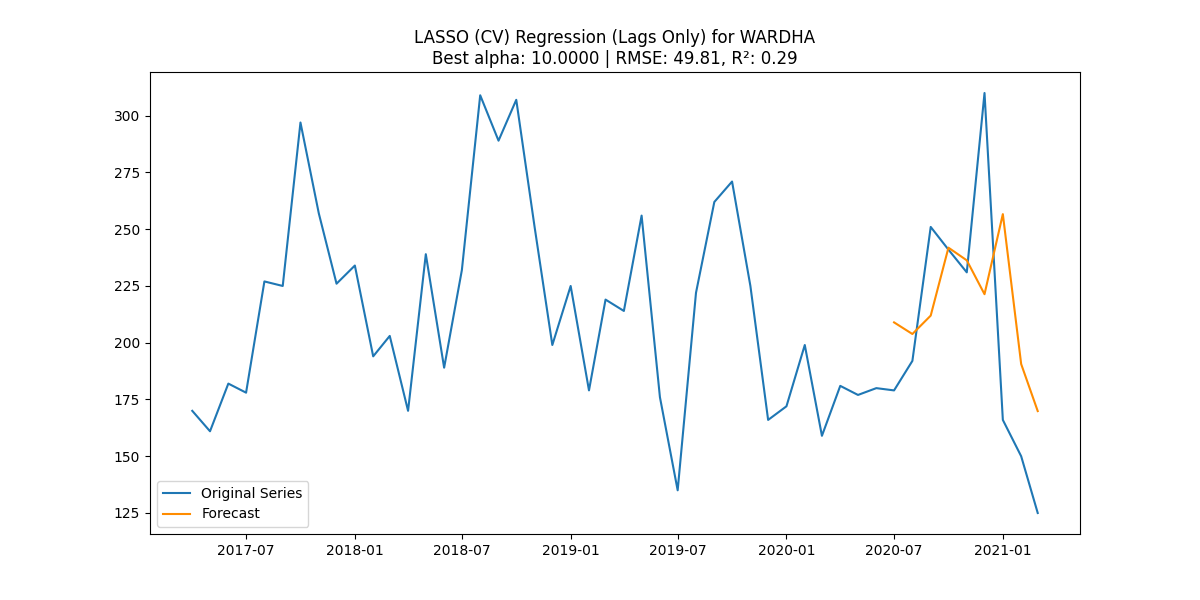 LASSO (CV) Regression (Lags Only) for WARDHA
Best alpha: 10.0000 | RMSE: 49.81, R²: 0.29
300
275
250
225
200
175
150
125
Original Series
Forecast
2017-07 2018-01 2018-07 2019-01 2019-07 2020-01 2020-07 2021-01